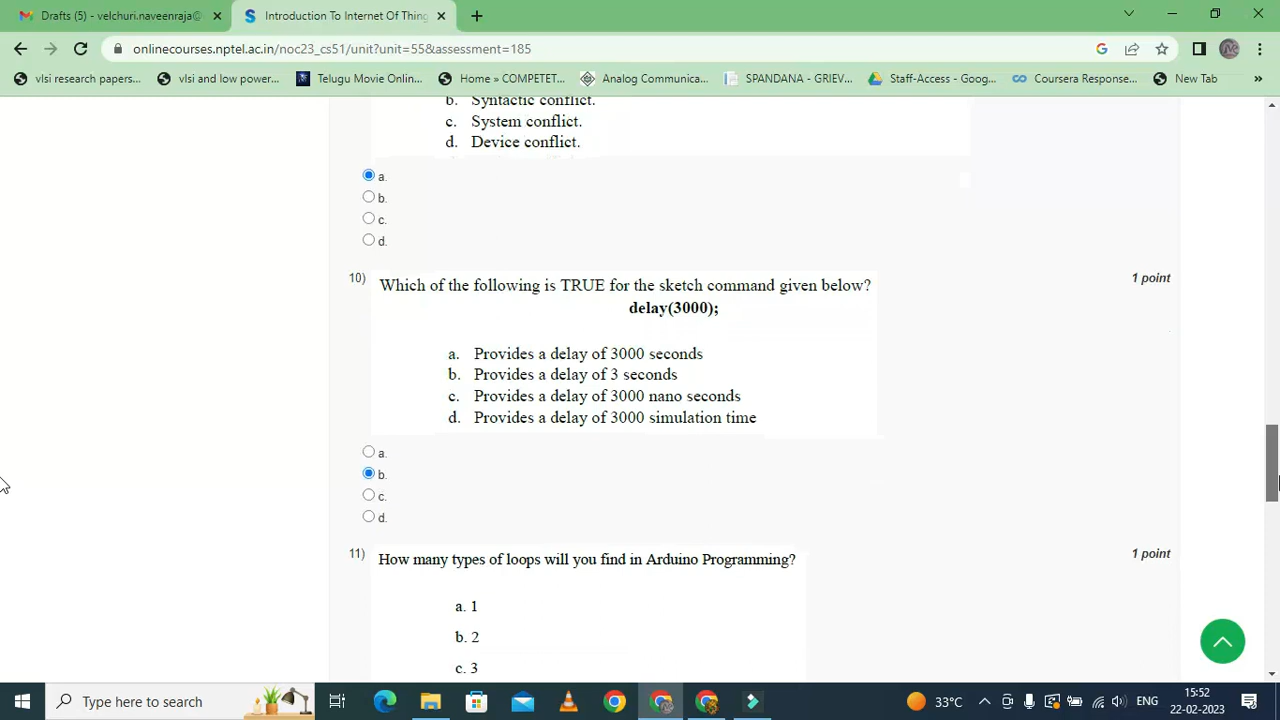 Drafts (5) - velchuri.naveenraja@
Introduction To Internet Of Thing
onlinecourses.nptel.ac.in/noc23_cs51/unit?unit=55&assessment=185
vlsi research papers...
vlsi and low power...
Telugu Movie Onlin...
Home » COMPETET...
Analog Communica...
SPANDANA - GRIEV...
Staff-Access - Goog...
Coursera Response...
New Tab
»
b. Syntactic conflict.
c. System conflict.
d. Device conflict.
a.
b.
c.
d.
10) Which of the following is TRUE for the sketch command given below? 1 point
delay(3000);
a. Provides a delay of 3000 seconds
b. Provides a delay of 3 seconds
c. Provides a delay of 3000 nano seconds
d. Provides a delay of 3000 simulation time
a.
b.
c.
d.
11) How many types of loops will you find in Arduino Programming? 1 point
a. 1
b. 2
c. 3
Type here to search
33°C
ENG
15:52
22-02-2023